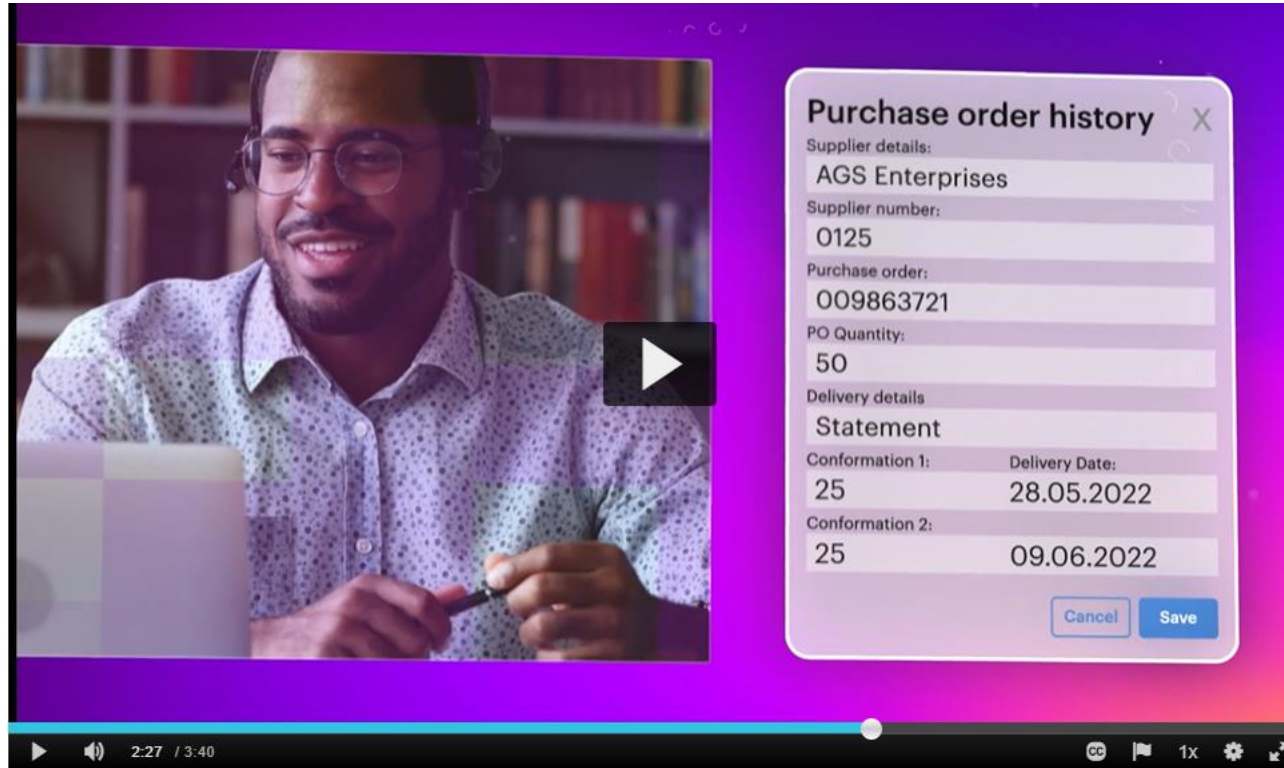 Purchase order history X
Supplier details:
AGS Enterprises
Supplier number:
0125
Purchase order:
009863721
PO Quantity:
50
Delivery details
Statement
Conformation 1: Delivery Date:
25 28.05.2022
Conformation 2:
25 09.06.2022
Cancel Save
2:27 / 3:40 CC 1x